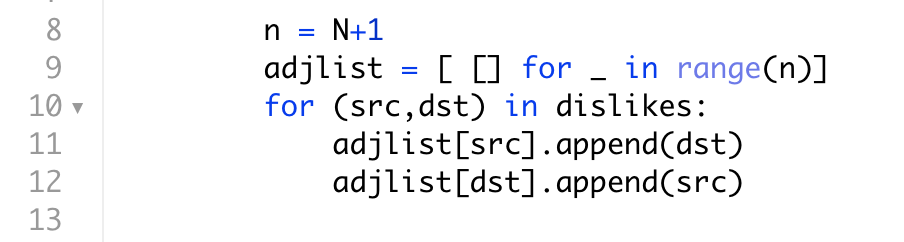 8 n = N+1
9 adjlist = [ [] for _ in range(n)]
10 for (src,dst) in dislikes:
11 adjlist[src].append(dst)
12 adjlist[dst].append(src)
13